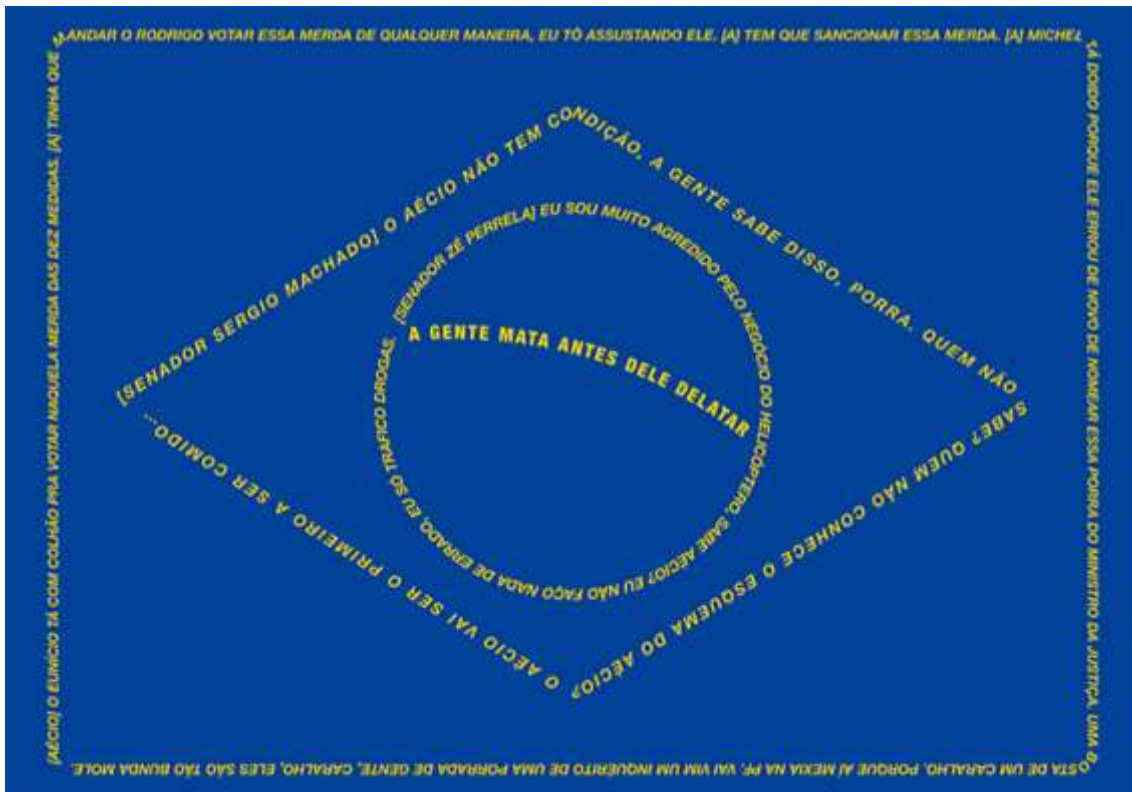 [AÉCIO] O EUNÍCIO TÁ COM COLHÃO PRA VOTAR NAQUELA MERDA DAS DEZ MEDIDAS. [A] TINHA QUE
MANDAR O RODRIGO VOTAR ESSA MERDA DE QUALQUER MANEIRA, EU TÔ ASSUSTANDO ELE. [A] TEM QUE SANCIONAR ESSA MERDA. [A] MICHEL
TÁ DOIDO PORQUE ELE ERROU DE NOVO DE NOMEAR ESSA PORRA DO MINISTRO DA JUSTIÇA. UMA BO
OSTA DE UM CARALHO, PORQUE AÍ MEXIA NA PF. VAI VIM UM INQUÉRITO DE UMA PORRADA DE GENTE, CARALHO, ELES SÃO TÃO BUNDA MOLE.
[SENADOR SERGIO MACHADO] O AÉCIO NÃO TEM CONDIÇÃO, A GENTE SABE DISSO, PORRA. QUEM NÃO
SABE? QUEM NÃO CONHECE O ESQUEMA DO AÉCIO?
O AÉCIO VAI SER O PRIMEIRO A SER COMIDO...
[SENADOR ZÉ PERRELA] EU SOU MUITO AGREDIDO PELO NEGÓCIO DO HELICÓPTERO, SABE AÉCIO? EU NÃO FAÇO NADA DE ERRADO, EU SÓ TRAFICO DROGAS.
A GENTE MATA ANTES DELE DELATAR